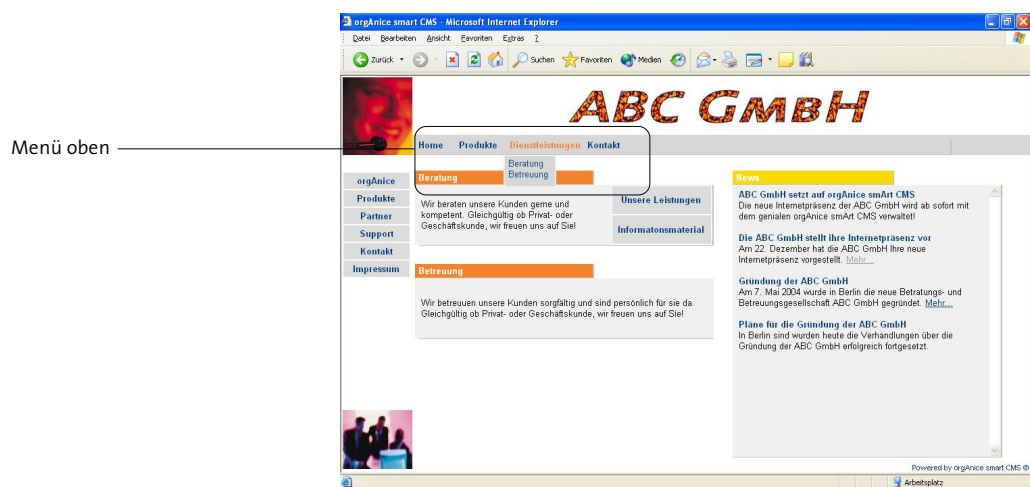 orgAnice smart CMS - Microsoft Internet Explorer
Datei Bearbeiten Ansicht Favoriten Extras ?
Zurück Suchen Favoriten Medien
ABC GMBH
Menü oben
Home Produkte Dienstleistungen Kontakt
Beratung
Betreuung
orgAnice
Produkte
Partner
Support
Kontakt
Impressum
Beratung
Wir beraten unsere Kunden gerne und
kompetent. Gleichgültig ob Privat- oder
Geschäftskunde, wir freuen uns auf Sie!
Unsere Leistungen
Informatonsmaterial
Betreuung
Wir betreuuen unsere Kunden sorgfältig und sind persönlich für sie da.
Gleichgültig ob Privat- oder Geschäftskunde, wir freuen uns auf Sie!
News
ABC GmbH setzt auf orgAnice smArt CMS
Die neue Internetpräsenz der ABC GmbH wird ab sofort mit
dem genialen orgAnice smArt CMS verwaltet!
Die ABC GmbH stellt ihre Internetpräsenz vor
Am 22. Dezember hat die ABC GmbH Ihre neue
Internetpräsenz vorgestellt. Mehr...
Gründung der ABC GmbH
Am 7. Mai 2004 wurde in Berlin die neue Betratungs- und
Betreuungsgesellschaft ABC GmbH gegründet. Mehr...
Pläne für die Gründung der ABC GmbH
In Berlin sind wurden heute die Verhandlungen über die
Gründung der ABC GmbH erfolgreich fortgesetzt.
Powered by orgAnice smart CMS ©
Arbeitsplatz